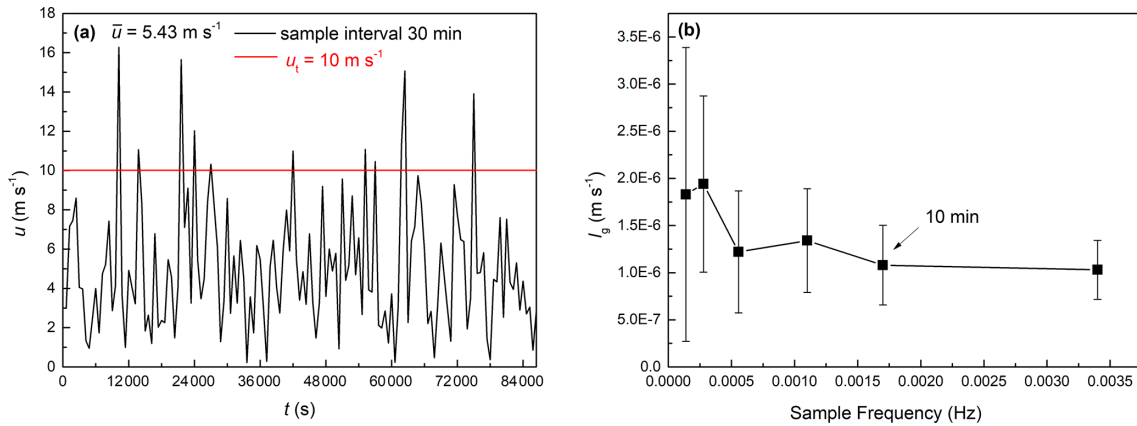 (a) u̅ = 5.43 m s⁻¹
sample interval 30 min
uₜ = 10 m s⁻¹
18
16
14
12
10
8
6
4
2
0
u (m s⁻¹)
0 12000 24000 36000 48000 60000 72000 84000
t (s)
(b)
3.5E-6
3.0E-6
2.5E-6
2.0E-6
1.5E-6
1.0E-6
5.0E-7
0.0
I_g (m s⁻¹)
10 min
0.0000 0.0005 0.0010 0.0015 0.0020 0.0025 0.0030 0.0035
Sample Frequency (Hz)